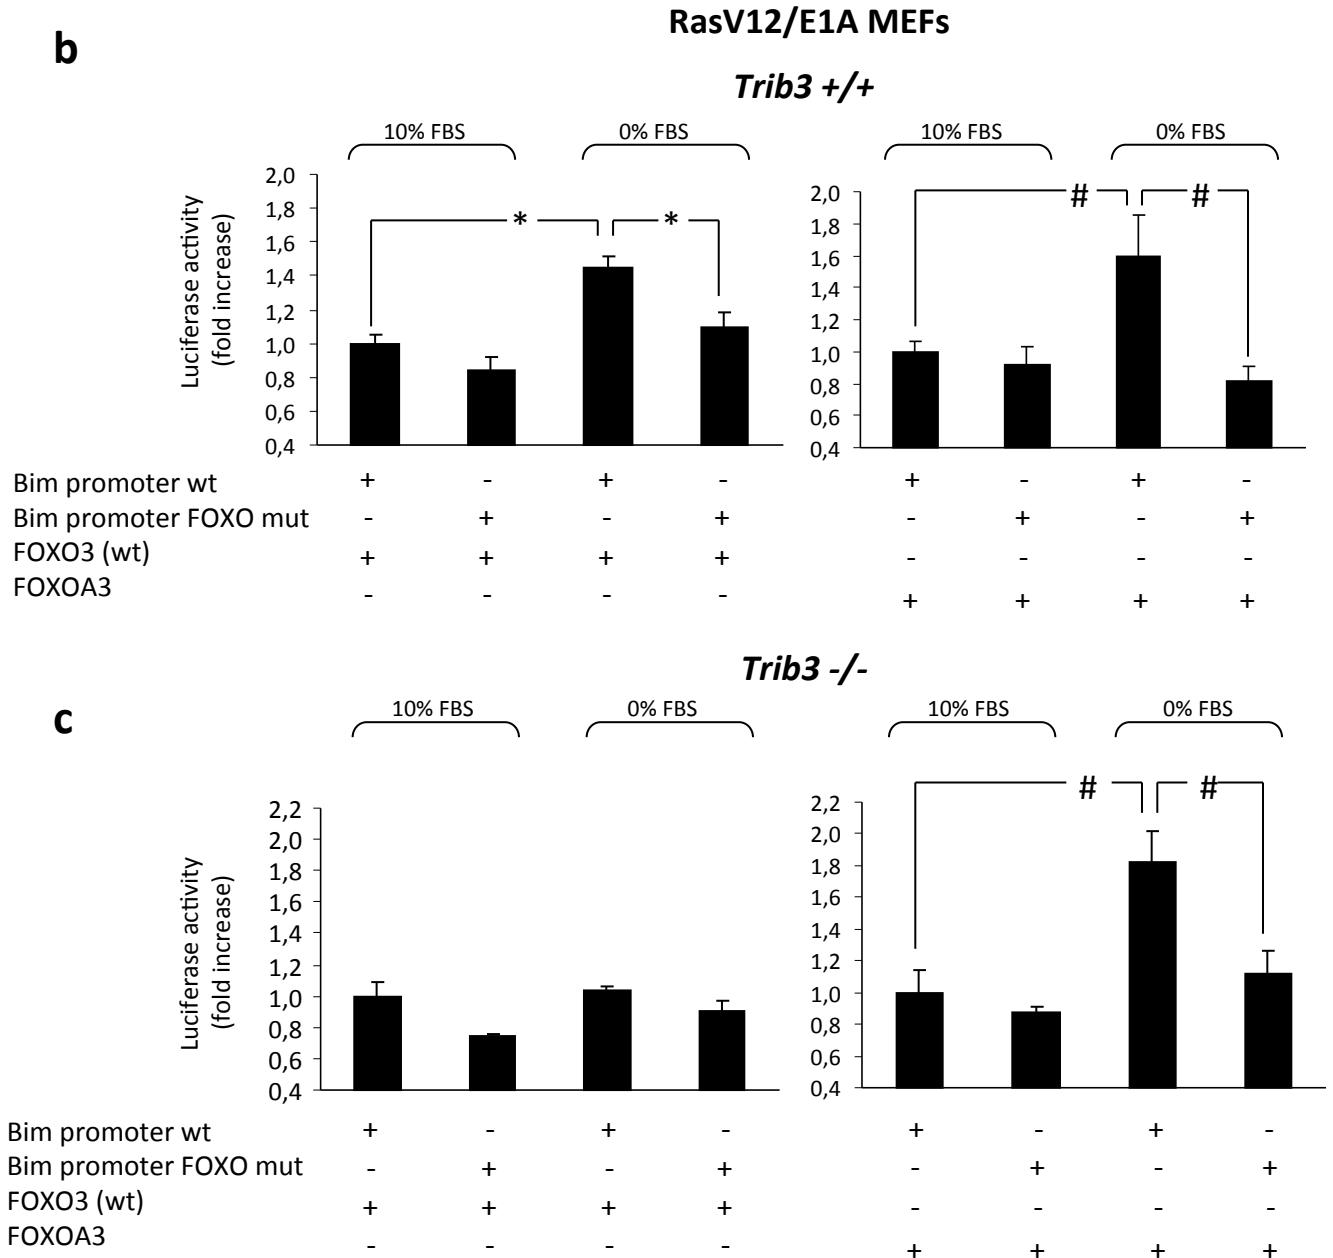 RasV12/E1A MEFs
b
Trib3 +/+
10% FBS 0% FBS 10% FBS 0% FBS
Luciferase activity
(fold increase)
2,0
1,8
1,6
1,4
1,2
1,0
0,8
0,6
0,4
* *
2,0
1,8
1,6
1,4
1,2
1,0
0,8
0,6
0,4
# #
Bim promoter wt + - + - + - + -
Bim promoter FOXO mut - + - + - + - +
FOXO3 (wt) + + + + - - - -
FOXOA3 - - - - + + + +
Trib3 -/-
c
10% FBS 0% FBS 10% FBS 0% FBS
Luciferase activity
(fold increase)
2,2
2,0
1,8
1,6
1,4
1,2
1,0
0,8
0,6
0,4
2,2
2,0
1,8
1,6
1,4
1,2
1,0
0,8
0,6
0,4
# #
Bim promoter wt + - + - + - + -
Bim promoter FOXO mut - + - + - + - +
FOXO3 (wt) + + + + - - - -
FOXOA3 - - - - + + + +